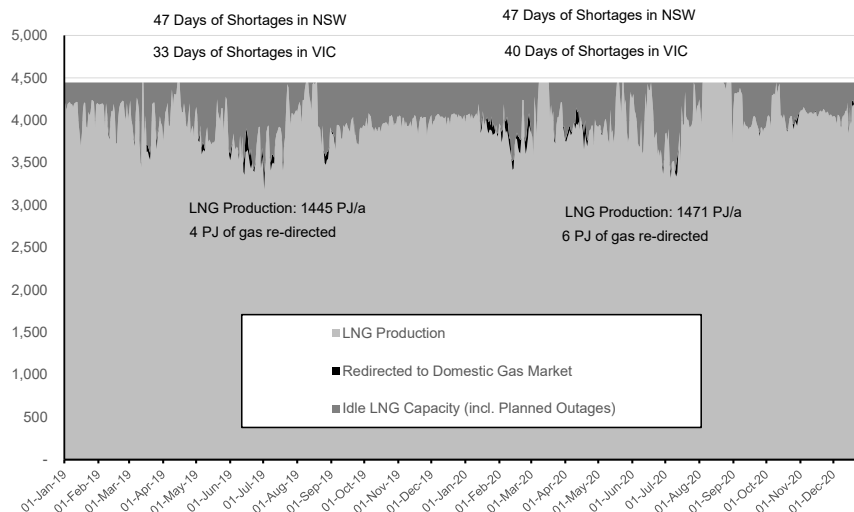 47 Days of Shortages in NSW
47 Days of Shortages in NSW
33 Days of Shortages in VIC
40 Days of Shortages in VIC
5,000
4,500
4,000
3,500
3,000
2,500
2,000
1,500
1,000
500
-
LNG Production: 1445 PJ/a
4 PJ of gas re-directed
LNG Production: 1471 PJ/a
6 PJ of gas re-directed
LNG Production
Redirected to Domestic Gas Market
Idle LNG Capacity (incl. Planned Outages)
01-Jan-19
01-Feb-19
01-Mar-19
01-Apr-19
01-May-19
01-Jun-19
01-Jul-19
01-Aug-19
01-Sep-19
01-Oct-19
01-Nov-19
01-Dec-19
01-Jan-20
01-Feb-20
01-Mar-20
01-Apr-20
01-May-20
01-Jun-20
01-Jul-20
01-Aug-20
01-Sep-20
01-Oct-20
01-Nov-20
01-Dec-20